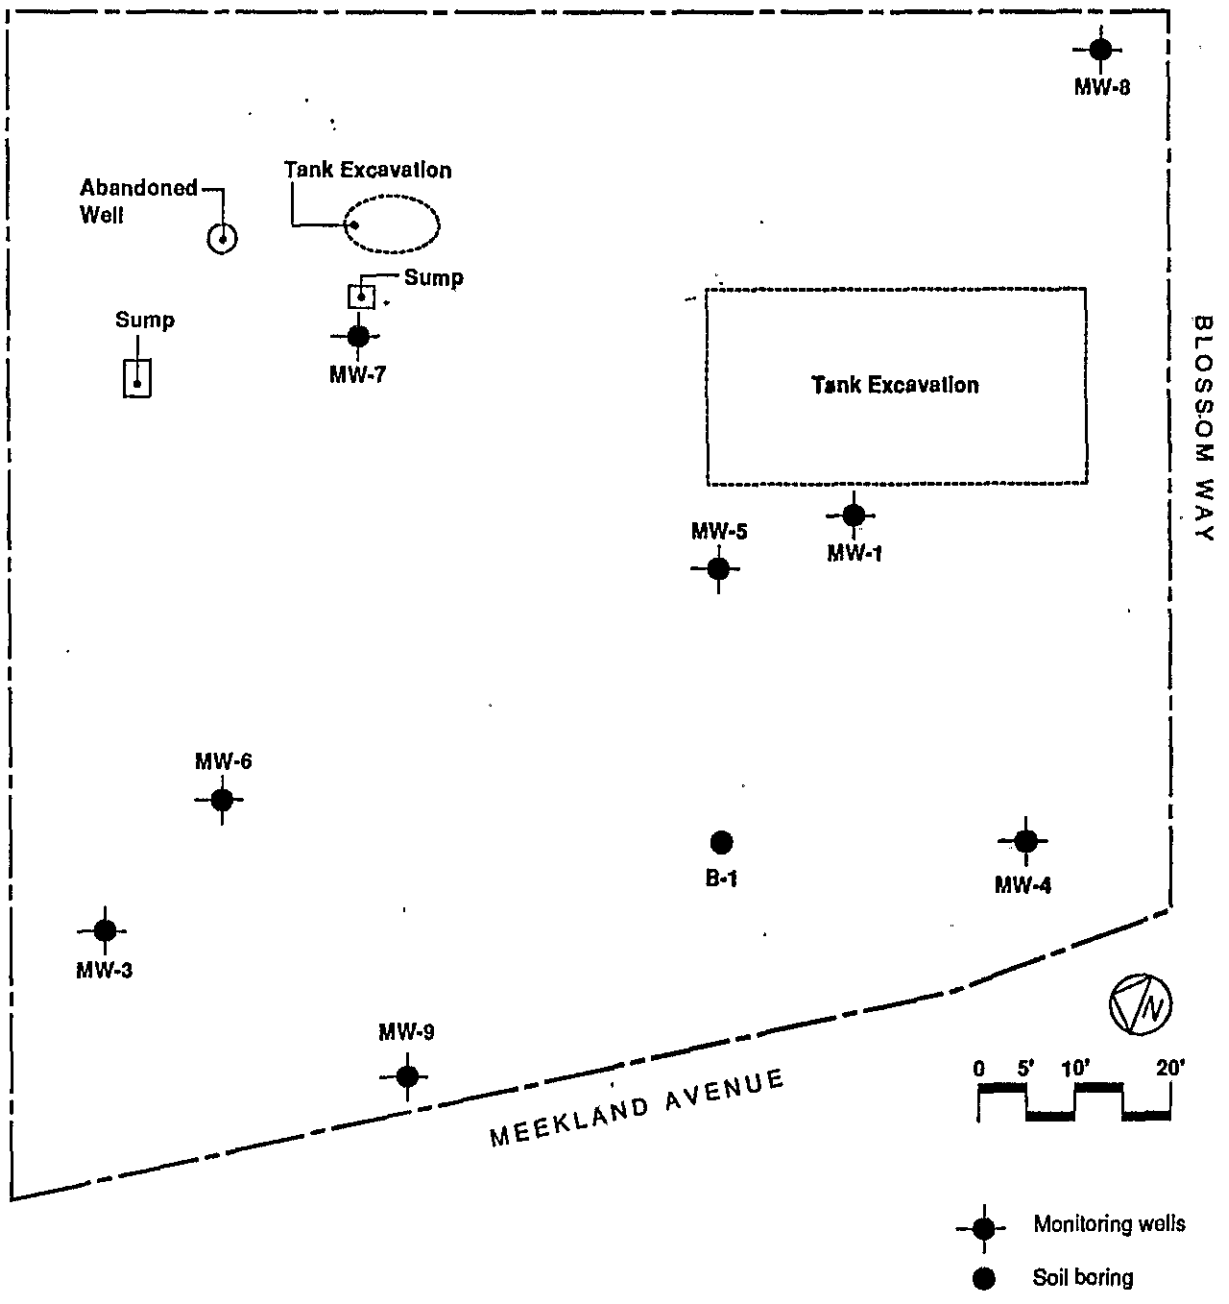 MW-8
Tank Excavation
Abandoned
Well
Sump
Sump
MW-7
Tank Excavation
BLOSSOM WAY
MW-5
MW-1
MW-6
B-1
MW-4
MW-3
MW-9
N
MEEKLAND AVENUE
0 5' 10' 20'
Monitoring wells
Soil boring